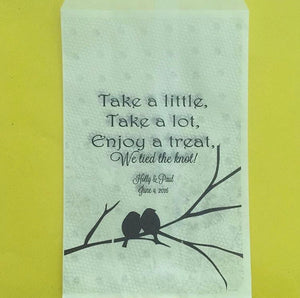 Take a little,
Take a lot,
Enjoy a treat,
We tied the knot!
Holly & Paul
June 4, 2016